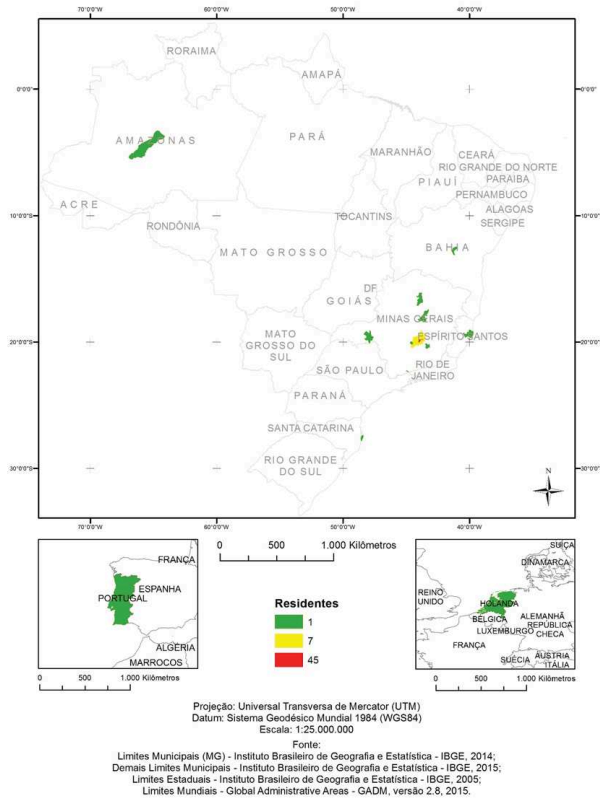 70°0'0"W 60°0'0"W 50°0'0"W 40°0'0"W
RORAIMA
AMAPÁ
0°0'0" 0°0'0"
AMAZONAS
PARÁ
MARANHÃO
CEARÁ
RIO GRANDE DO NORTE
PIAUÍ
PARAIBA
PERNAMBUCO
ACRE
ALAGOAS
10°0'0"S 10°0'0"S
TOCANTINS
SERGIPE
RONDÔNIA
BAHIA
MATO GROSSO
DF
GOIÁS
MINAS GERAIS
ESPÍRITO SANTOS
MATO
GROSSO DO
SUL
20°0'0"S 20°0'0"S
RIO DE
JANEIRO
SÃO PAULO
PARANÁ
SANTA CATARINA
RIO GRANDE
DO SUL
30°0'0"S 30°0'0"S
N
70°0'0"W 60°0'0"W 50°0'0"W 40°0'0"W
0 500 1.000 Kilômetros
FRANÇA
ESPANHA
PORTUGAL
ARGÉLIA
MARROCOS
0 500 1.000 Kilômetros
Residentes
1
7
45
SUIÇA
DINAMARCA
REINO
UNIDO
HOLANDA
BÉLGICA
ALEMANHÃ
REPÚBLICA
LUXEMBURGO
CHECA
FRANÇA
AUSTRIA
SUÉCIA
ITÁLIA
0 500 1.000 Kilômetros
Projeção: Universal Transversa de Mercator (UTM)
Datum: Sistema Geodésico Mundial 1984 (WGS84)
Escala: 1:25.000.000
Fonte:
Limites Municipais (MG) - Instituto Brasileiro de Geografia e Estatística - IBGE, 2014;
Demais Limites Municipais - Instituto Brasileiro de Geografia e Estatística - IBGE, 2015;
Limites Estaduais - Instituto Brasileiro de Geografia e Estatística - IBGE, 2005;
Limites Mundiais - Global Administrative Areas - GADM, versão 2.8, 2015.